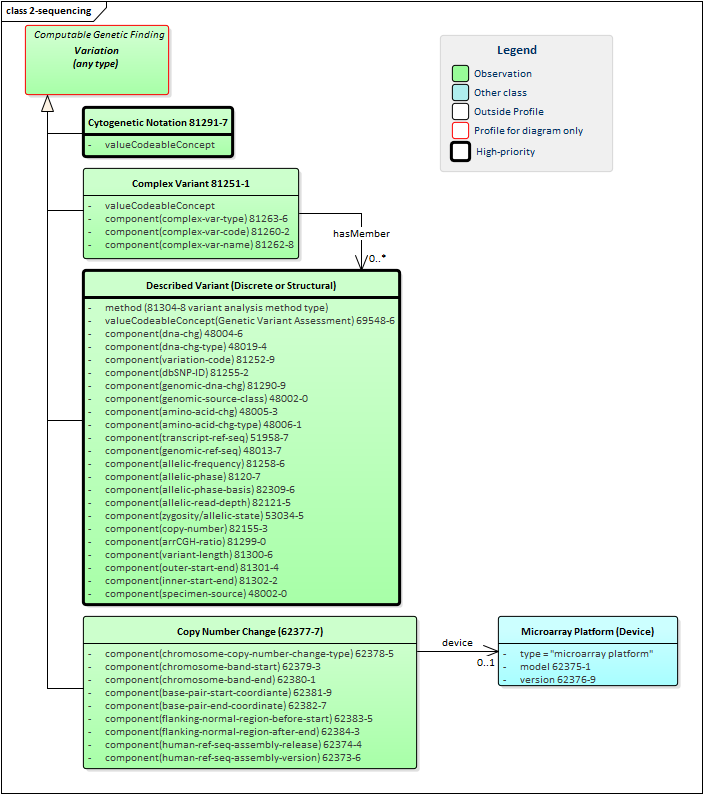 class 2-sequencing
Computable Genetic Finding
Variation
(any type)
Legend
Observation
Other class
Outside Profile
Profile for diagram only
High-priority
Cytogenetic Notation 81291-7
- valueCodeableConcept
Complex Variant 81251-1
- valueCodeableConcept
- component(complex-var-type) 81263-6
- component(complex-var-code) 81260-2
- component(complex-var-name) 81262-8
hasMember
0..*
Described Variant (Discrete or Structural)
- method (81304-8 variant analysis method type)
- valueCodeableConcept(Genetic Variant Assessment) 69548-6
- component(dna-chg) 48004-6
- component(dna-chg-type) 48019-4
- component(variation-code) 81252-9
- component(dbSNP-ID) 81255-2
- component(genomic-dna-chg) 81290-9
- component(genomic-source-class) 48002-0
- component(amino-acid-chg) 48005-3
- component(amino-acid-chg-type) 48006-1
- component(transcript-ref-seq) 51958-7
- component(genomic-ref-seq) 48013-7
- component(allelic-frequency) 81258-6
- component(allelic-phase) 8120-7
- component(allelic-phase-basis) 82309-6
- component(allelic-read-depth) 82121-5
- component(zygosity/allelic-state) 53034-5
- component(copy-number) 82155-3
- component(arrCGH-ratio) 81299-0
- component(variant-length) 81300-6
- component(outer-start-end) 81301-4
- component(inner-start-end) 81302-2
- component(specimen-source) 48002-0
Copy Number Change (62377-7)
- component(chromosome-copy-number-change-type) 62378-5
- component(chromosome-band-start) 62379-3
- component(chromosome-band-end) 62380-1
- component(base-pair-start-coordiante) 62381-9
- component(base-pair-end-coordinate) 62382-7
- component(flanking-normal-region-before-start) 62383-5
- component(flanking-normal-region-after-end) 62384-3
- component(human-ref-seq-assembly-release) 62374-4
- component(human-ref-seq-assembly-version) 62373-6
device
0..1
Microarray Platform (Device)
- type = "microarray platform"
- model 62375-1
- version 62376-9